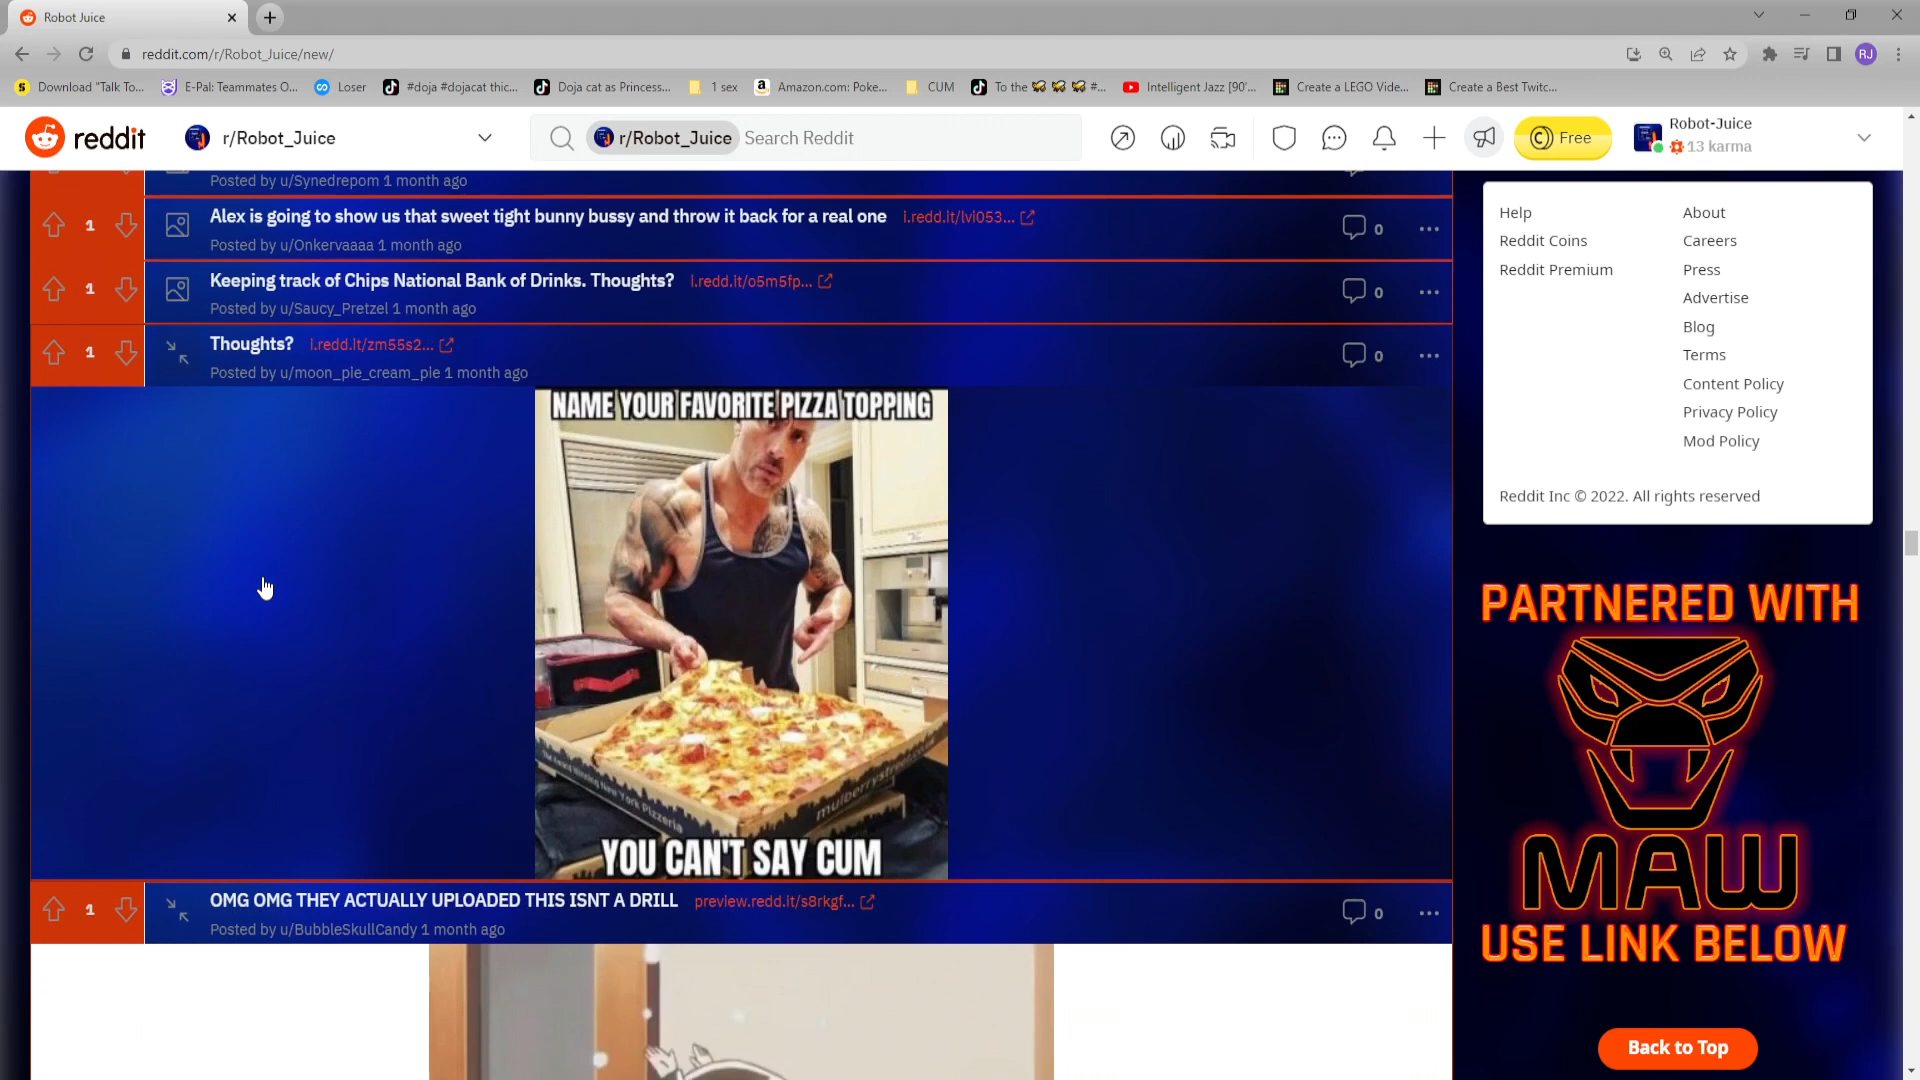 Robot Juice
reddit.com/r/Robot_Juice/new/
RJ
Download "Talk To...
E-Pal: Teammates O...
Loser
#doja #dojacat thic...
Doja cat as Princess...
1 sex
Amazon.com: Poke...
CUM
To the 🐝 🐝 🐝 #...
Intelligent Jazz [90'...
Create a LEGO Vide...
Create a Best Twitc...
reddit
r/Robot_Juice
r/Robot_Juice
Search Reddit
Free
Robot-Juice
13 karma
Posted by u/Synedrepom 1 month ago
1
Alex is going to show us that sweet tight bunny bussy and throw it back for a real one
i.redd.it/lvl053...
0
Posted by u/Onkervaaaa 1 month ago
1
Keeping track of Chips National Bank of Drinks. Thoughts?
i.redd.it/o5m5fp...
0
Posted by u/Saucy_Pretzel 1 month ago
1
Thoughts?
i.redd.it/zm55s2...
0
Posted by u/moon_pie_cream_pie 1 month ago
NAME YOUR FAVORITE PIZZA TOPPING
mulberrystreet
YOU CAN'T SAY CUM
1
OMG OMG THEY ACTUALLY UPLOADED THIS ISNT A DRILL
preview.redd.it/s8rkgf...
0
Posted by u/BubbleSkullCandy 1 month ago
Help
About
Reddit Coins
Careers
Reddit Premium
Press
Advertise
Blog
Terms
Content Policy
Privacy Policy
Mod Policy
Reddit Inc © 2022. All rights reserved
PARTNERED WITH
MAW
USE LINK BELOW
Back to Top